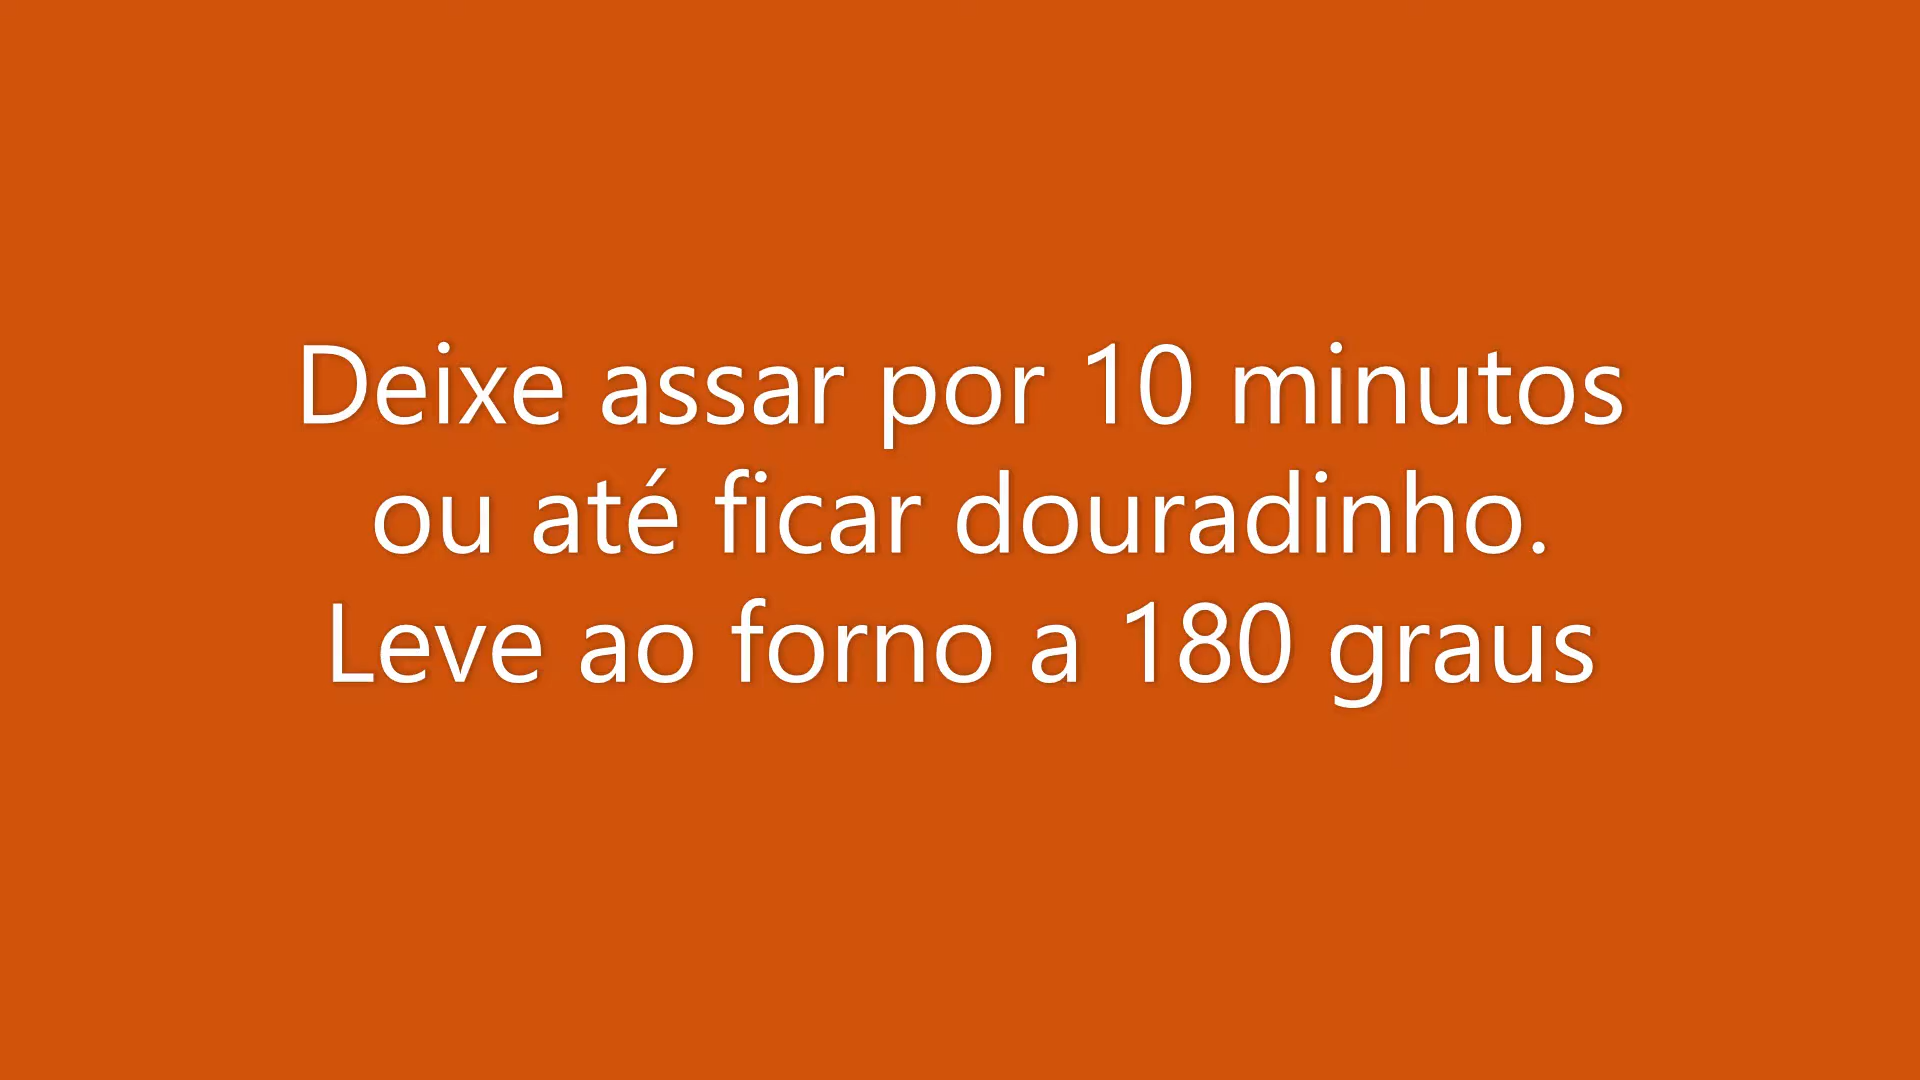 Deixe assar por 10 minutos
ou até ficar douradinho.
Leve ao forno a 180 graus